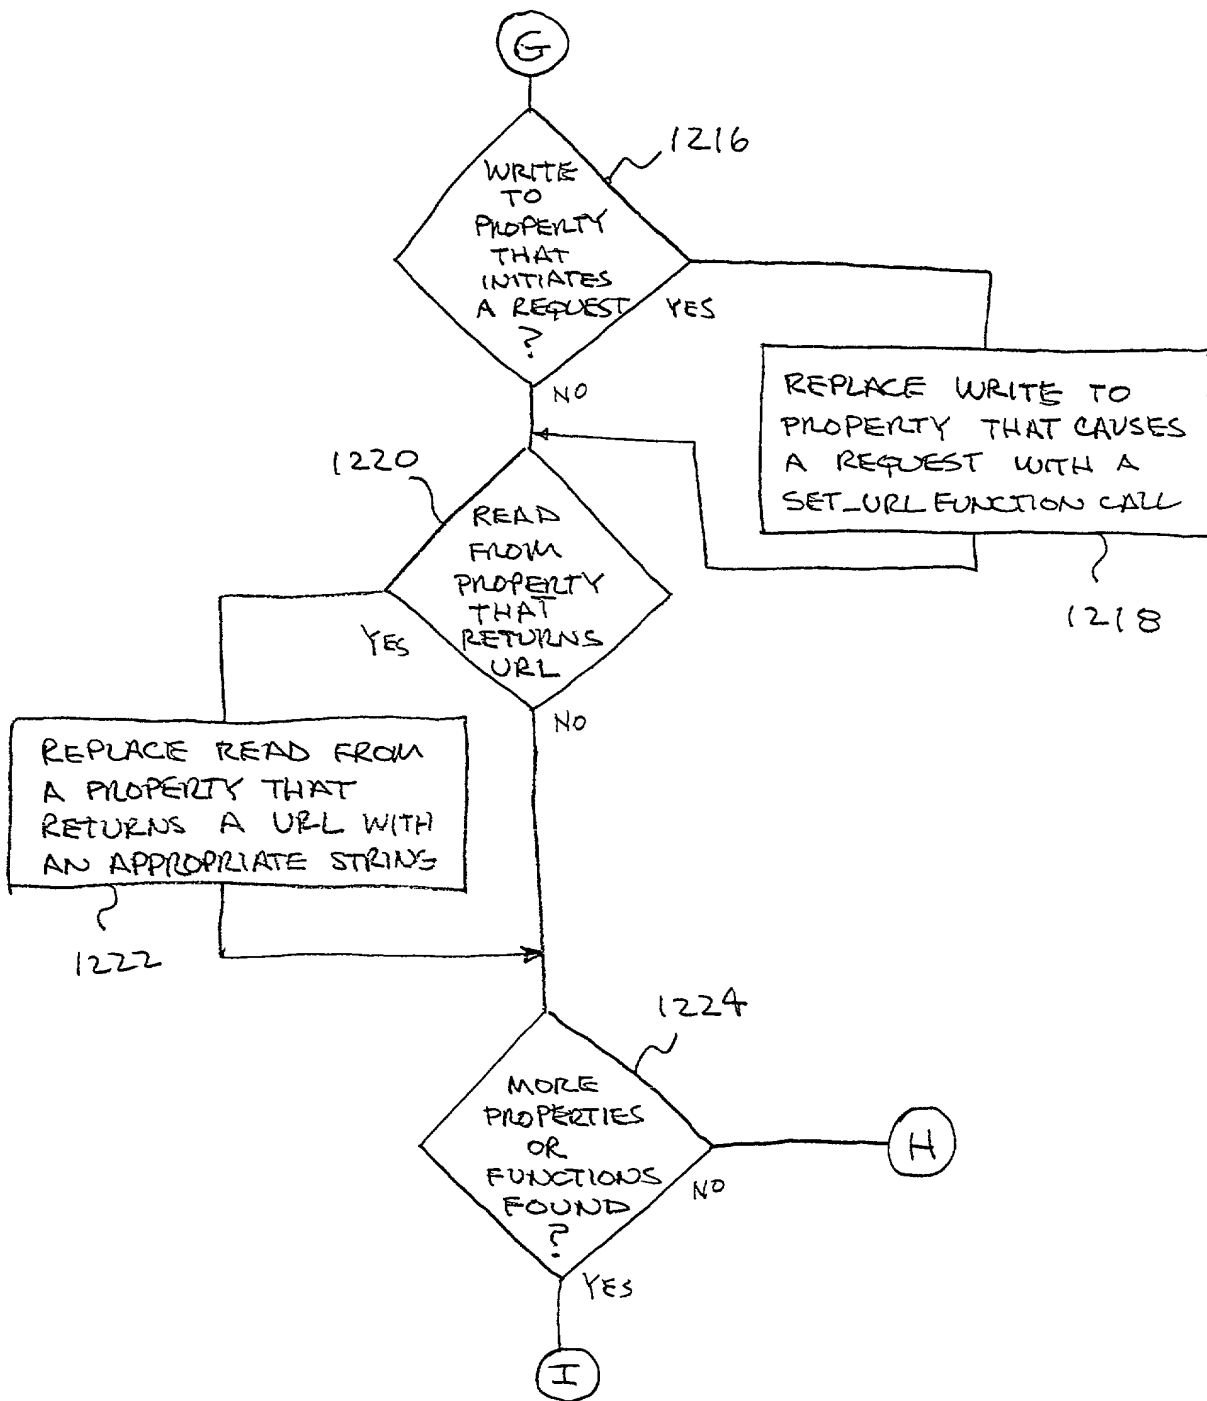 G
1216
WRITE
TO
PROPERTY
THAT
INITIATES
A REQUEST
?
YES
NO
REPLACE WRITE TO
PROPERTY THAT CAUSES
A REQUEST WITH A
SET_URL FUNCTION CALL
1218
1220
READ
FROM
PROPERTY
THAT
RETURNS
URL
YES
NO
REPLACE READ FROM
A PROPERTY THAT
RETURNS A URL WITH
AN APPROPRIATE STRING
1222
1224
MORE
PROPERTIES
OR
FUNCTIONS
FOUND
?
NO
H
YES
I